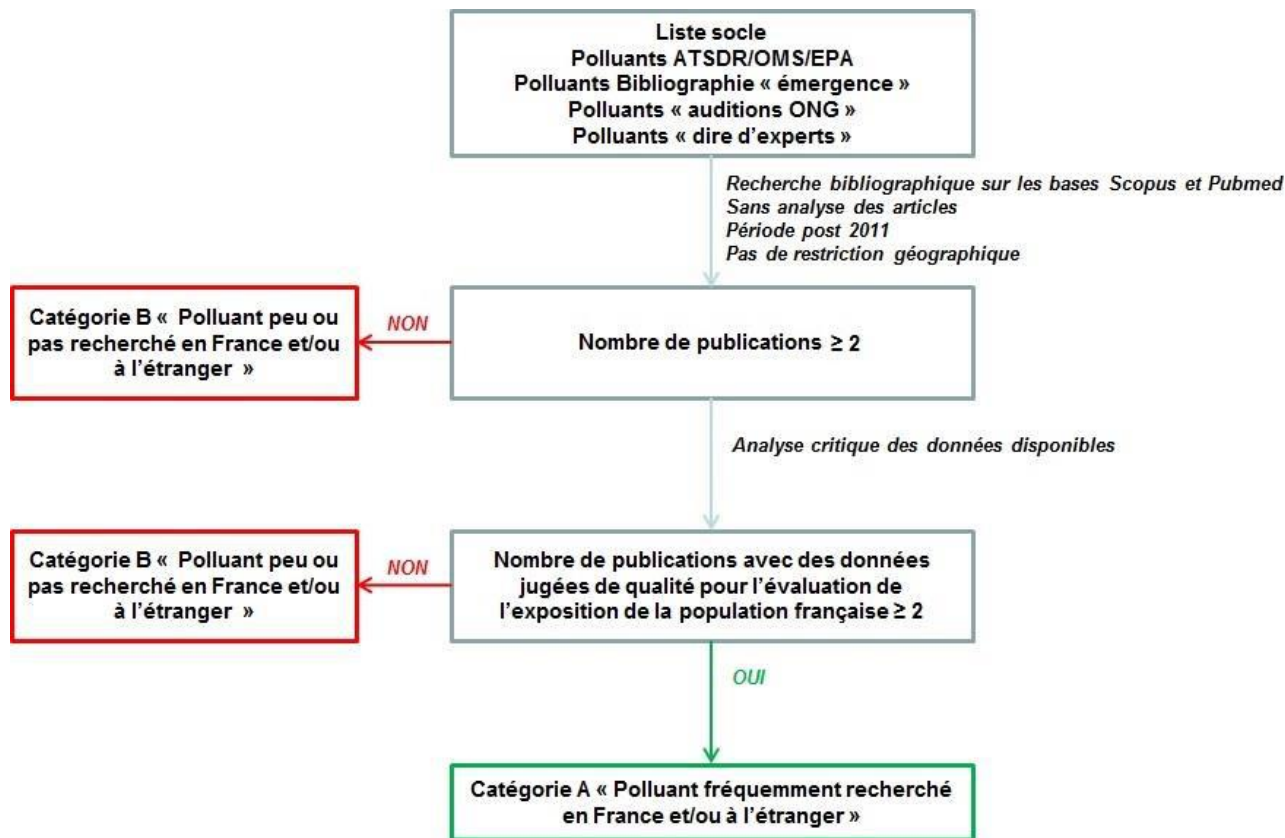 Liste socle
Polluants ATSDR/OMS/EPA
Polluants Bibliographie « émergence »
Polluants « auditions ONG »
Polluants « dire d'experts »
Recherche bibliographique sur les bases Scopus et Pubmed
Sans analyse des articles
Période post 2011
Pas de restriction géographique
Catégorie B « Polluant peu ou
pas recherché en France et/ou
à l'étranger »
NON
Nombre de publications ≥ 2
Analyse critique des données disponibles
Catégorie B « Polluant peu ou
pas recherché en France et/ou
à l'étranger »
NON
Nombre de publications avec des données
jugées de qualité pour l'évaluation de
l'exposition de la population française ≥ 2
OUI
Catégorie A « Polluant fréquemment recherché
en France et/ou à l'étranger »